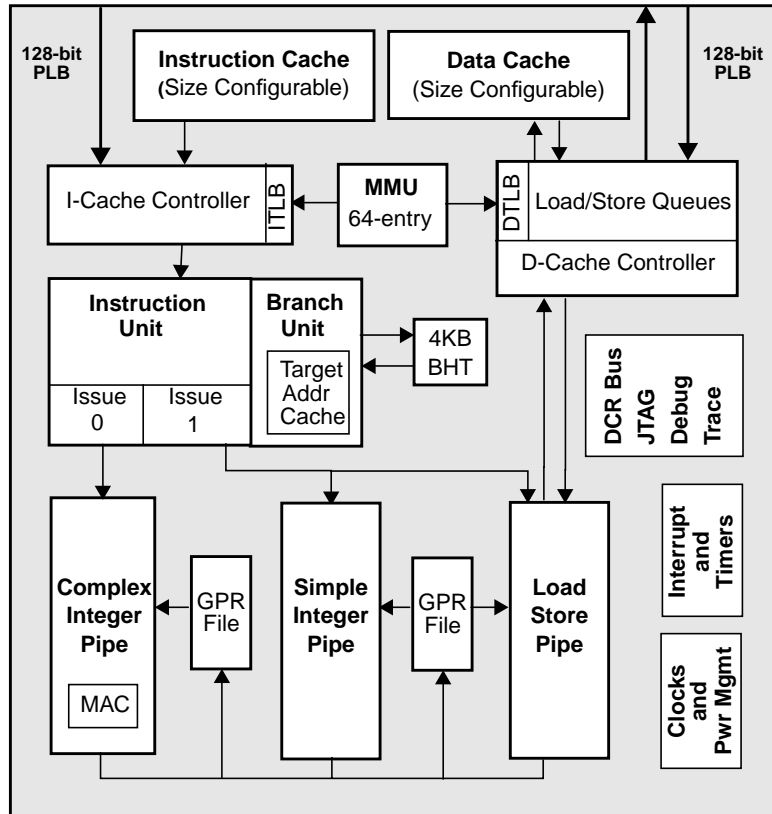 128-bit
PLB
Instruction Cache
(Size Configurable)
Data Cache
(Size Configurable)
128-bit
PLB
I-Cache Controller
ITLB
MMU
64-entry
DTLB
Load/Store Queues
D-Cache Controller
Instruction
Unit
Branch
Unit
Target
Addr
Cache
4KB
BHT
Issue
0
Issue
1
DCR Bus
JTAG
Debug
Trace
Complex
Integer
Pipe
MAC
GPR
File
Simple
Integer
Pipe
GPR
File
Load
Store
Pipe
Interrupt
and
Timers
Clocks
and
Pwr Mgmt